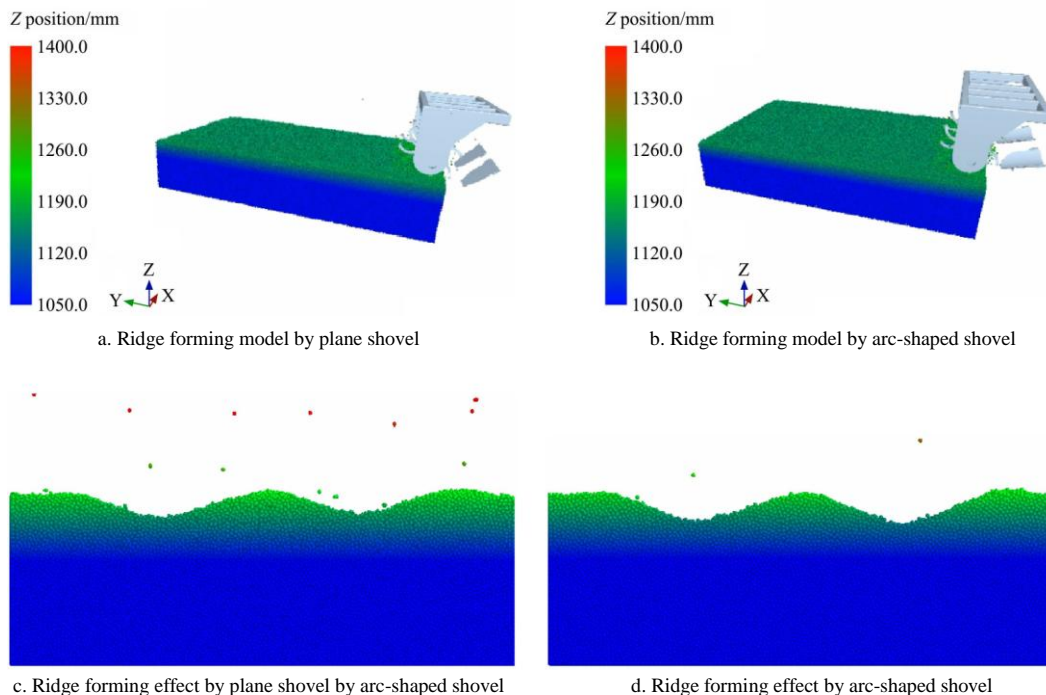 Z position/mm
1400.0
1330.0
1260.0
1190.0
1120.0
1050.0
Z
Y
X
a. Ridge forming model by plane shovel
Z position/mm
1400.0
1330.0
1260.0
1190.0
1120.0
1050.0
Z
Y
X
b. Ridge forming model by arc-shaped shovel
c. Ridge forming effect by plane shovel by arc-shaped shovel
d. Ridge forming effect by arc-shaped shovel